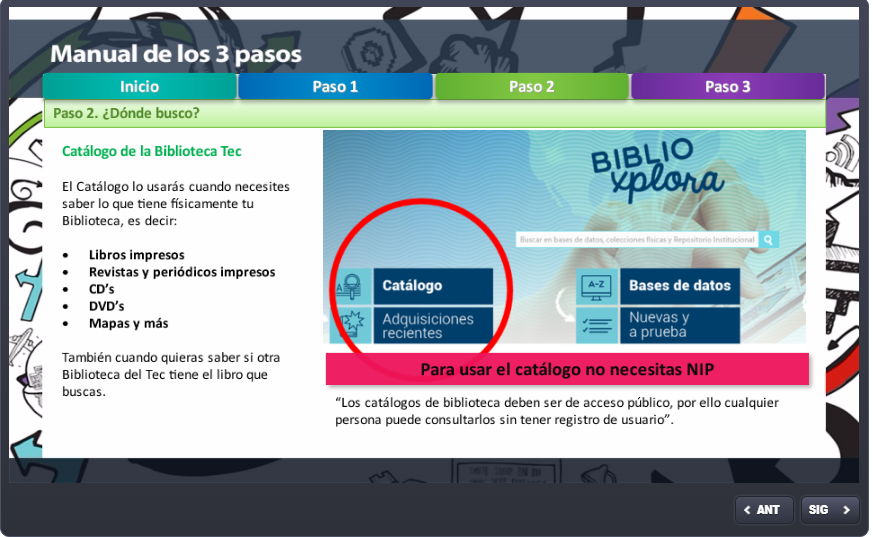 Manual de los 3 pasos
Inicio
Paso 1
Paso 2
Paso 3
Paso 2. ¿Dónde busco?
Catálogo de la Biblioteca Tec
El Catálogo lo usarás cuando necesites
saber lo que tiene físicamente tu
Biblioteca, es decir:
• Libros impresos
• Revistas y periódicos impresos
• CD's
• DVD's
• Mapas y más
También cuando quieras saber si otra
Biblioteca del Tec tiene el libro que
buscas.
BIBLIO
xplora
Buscar en bases de datos, colecciones físicas y Repositorio Institucional
Catálogo
Adquisiciones
recientes
A-Z
Bases de datos
Nuevas y
a prueba
Para usar el catálogo no necesitas NIP
“Los catálogos de biblioteca deben ser de acceso público, por ello cualquier
persona puede consultarlos sin tener registro de usuario”.
< ANT
SIG >